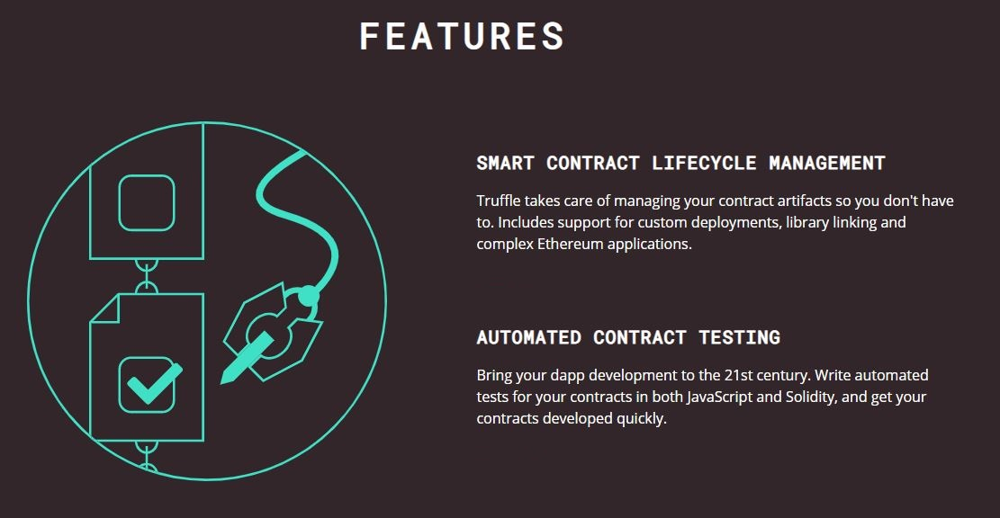 FEATURES
SMART CONTRACT LIFECYCLE MANAGEMENT
Truffle takes care of managing your contract artifacts so you don't have
to. Includes support for custom deployments, library linking and
complex Ethereum applications.
AUTOMATED CONTRACT TESTING
Bring your dapp development to the 21st century. Write automated
tests for your contracts in both JavaScript and Solidity, and get your
contracts developed quickly.